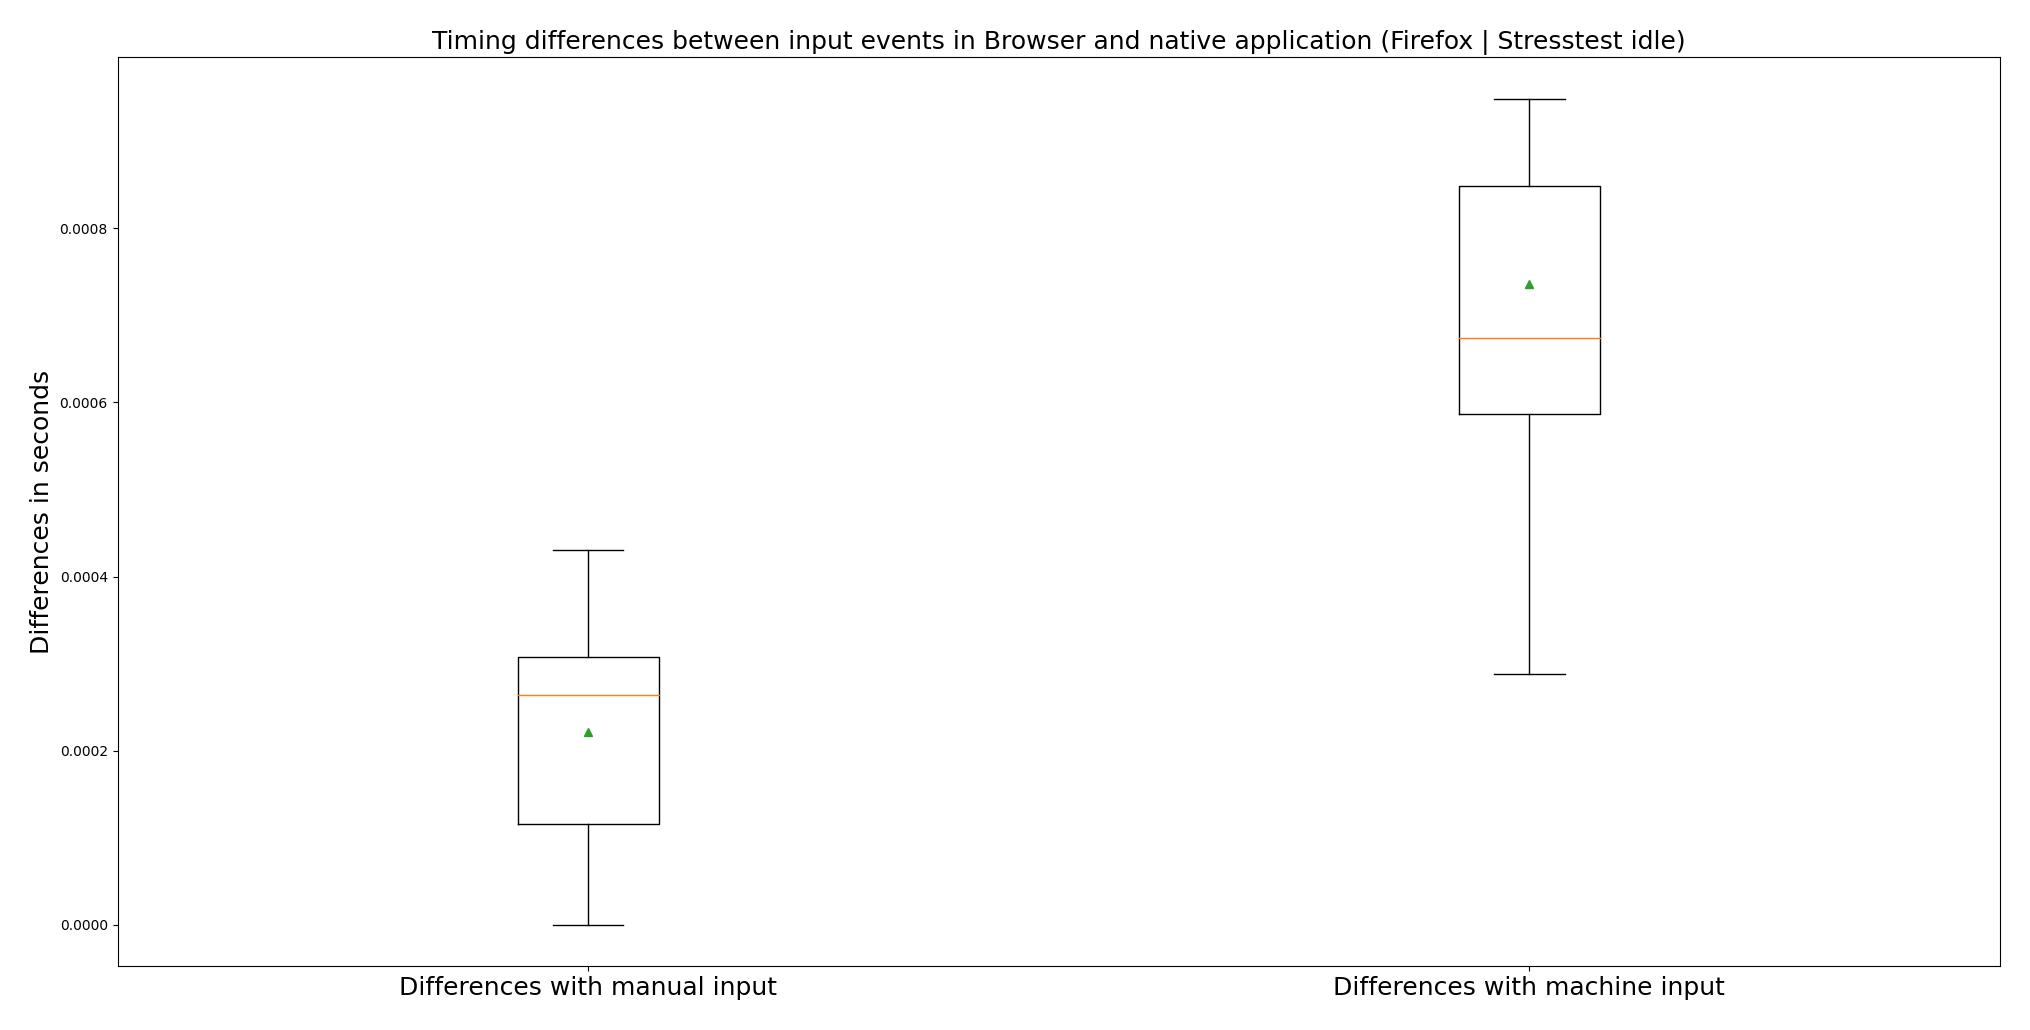 Timing differences between input events in Browser and native application (Firefox | Stresstest idle)
Differences in seconds
0.0008
0.0006
0.0004
0.0002
0.0000
Differences with manual input
Differences with machine input